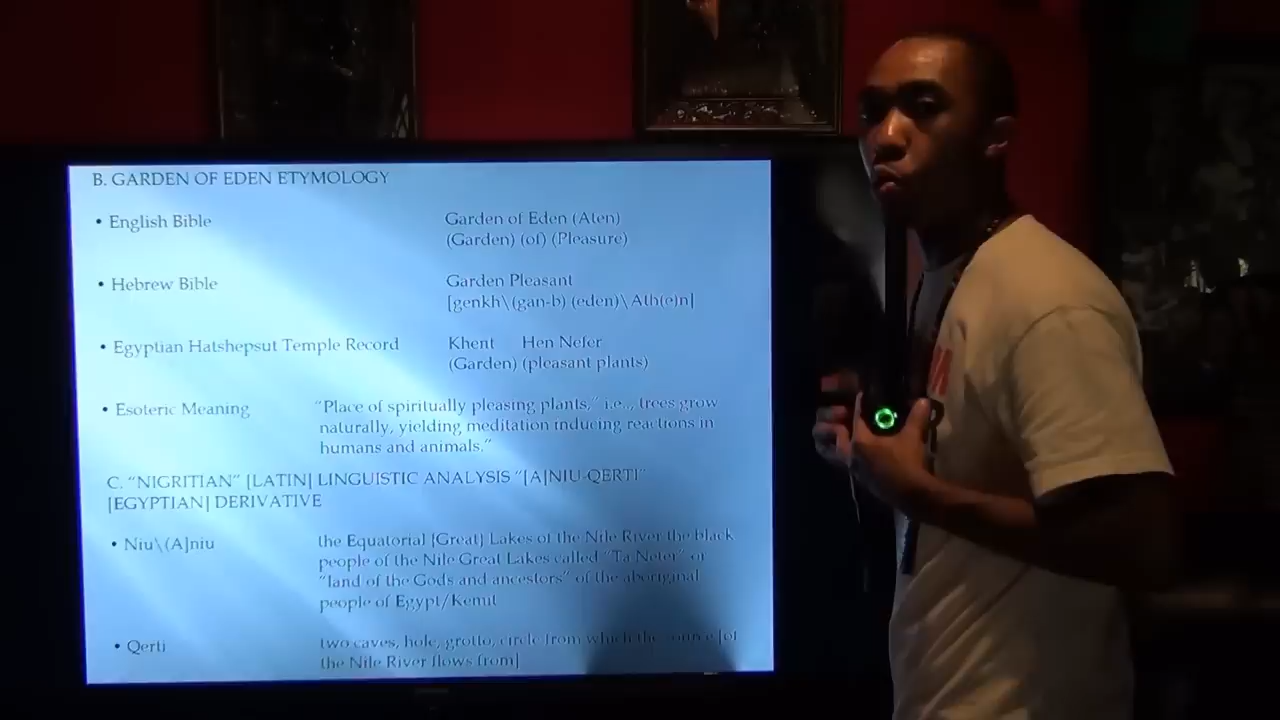 B. GARDEN OF EDEN ETYMOLOGY
• English Bible
Garden of Eden (Aten)
(Garden) (of) (Pleasure)
• Hebrew Bible
Garden Pleasant
[genkh\(gan-b) (eden)\Ath(e)n]
• Egyptian Hatshepsut Temple Record
Khent Hen Nefer
(Garden) (pleasant plants)
• Esoteric Meaning
“Place of spiritually pleasing plants,” i.e.., trees grow
naturally, yielding meditation inducing reactions in
humans and animals.”
C. “NIGRITIAN” [LATIN] LINGUISTIC ANALYSIS “[A]NIU-QERTI”
[EGYPTIAN] DERIVATIVE
• Niu\(A]niu
the Equatorial [Great] Lakes of the Nile River the black
people of the Nile Great Lakes called “Ta Neter” or
“land of the Gods and ancestors” of the aboriginal
people of Egypt/Kemut
• Qerti
two caves, hole, grotto, circle from which the source [of
the Nile River flows from]